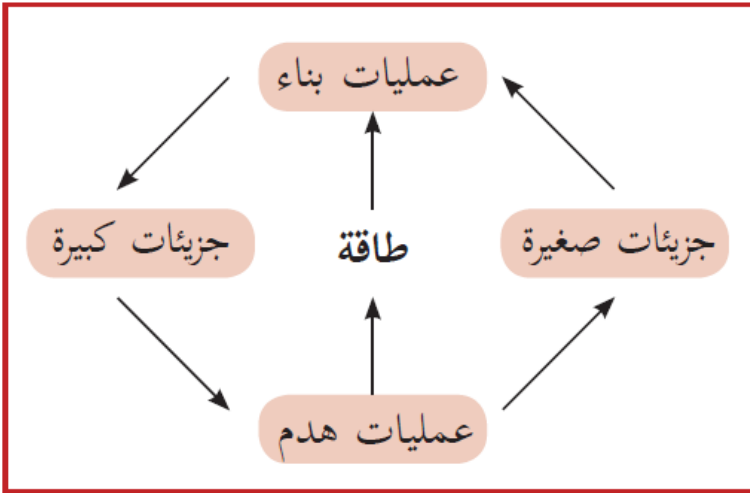 عمليات بناء
جزيئات صغيرة
طاقة
جزيئات كبيرة
عمليات هدم